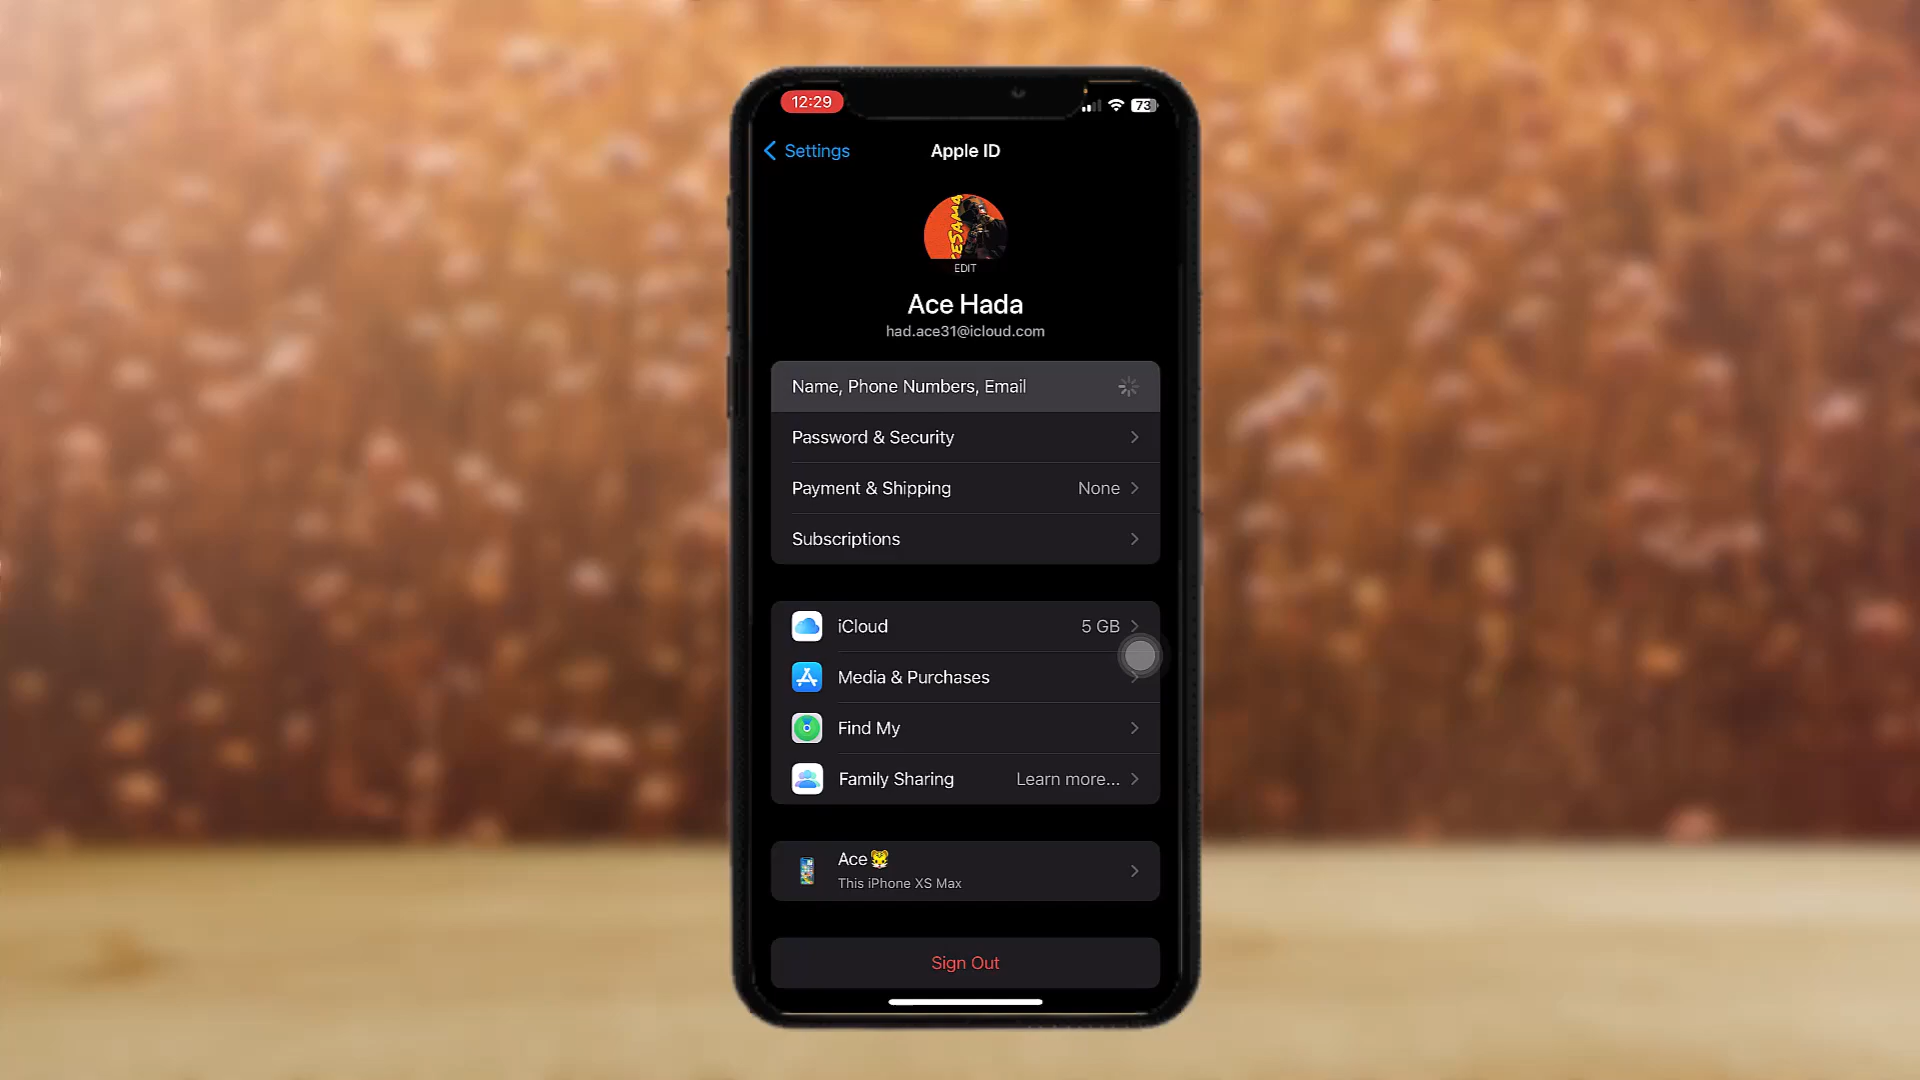 12:29
73
Settings
Apple ID
ESAMA
EDIT
Ace Hada
had.ace31@icloud.com
Name, Phone Numbers, Email
Password & Security
Payment & Shipping None
Subscriptions
iCloud 5 GB
Media & Purchases
Find My
Family Sharing Learn more...
Ace🐯
This iPhone XS Max
Sign Out